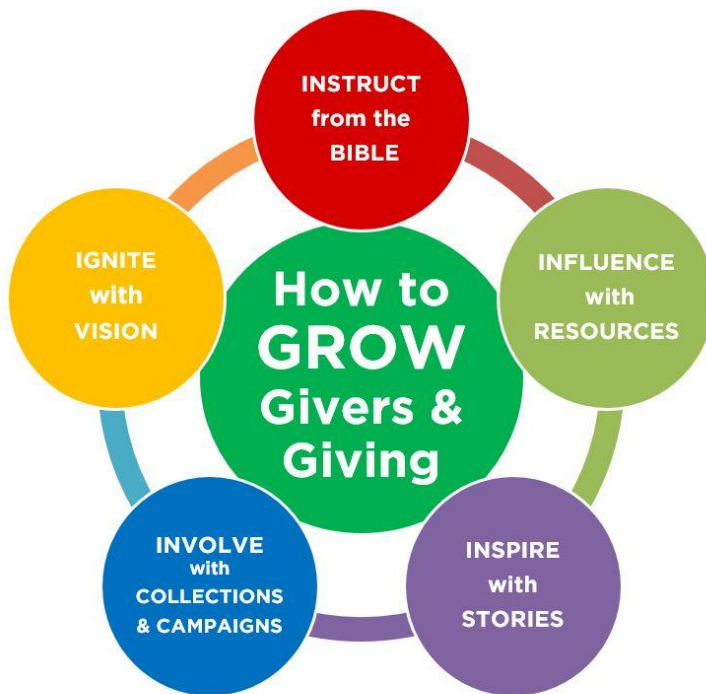 INSTRUCT
from the
BIBLE
IGNITE
with
VISION
How to
GROW
Givers &
Giving
INFLUENCE
with
RESOURCES
INVOLVE
with
COLLECTIONS
& CAMPAIGNS
INSPIRE
with
STORIES